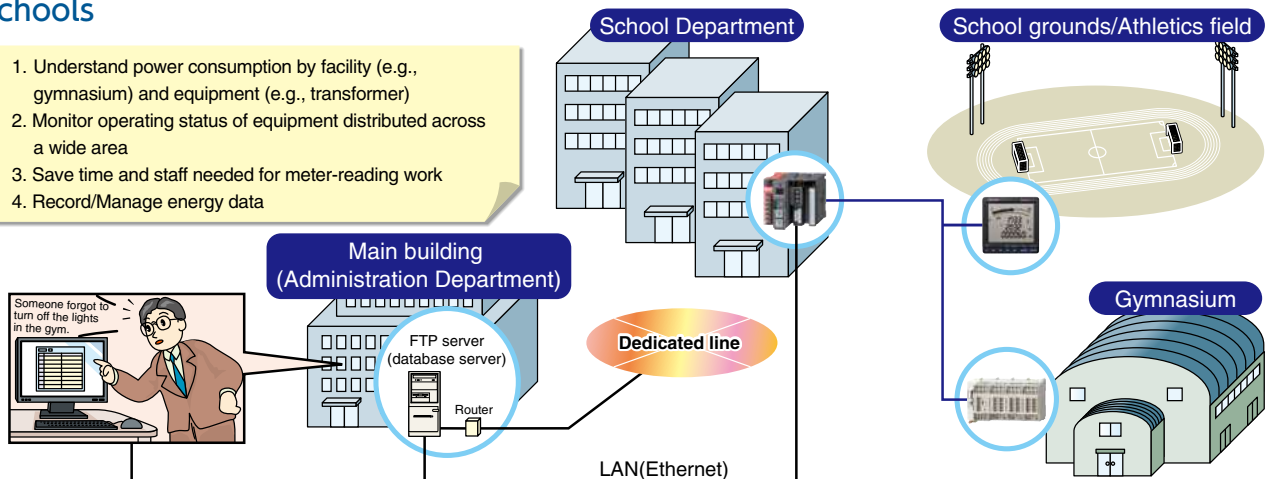 chools
1. Understand power consumption by facility (e.g.,
gymnasium) and equipment (e.g., transformer)
2. Monitor operating status of equipment distributed across
a wide area
3. Save time and staff needed for meter-reading work
4. Record/Manage energy data
School Department
School grounds/Athletics field
Main building
(Administration Department)
Someone forgot to
turn off the lights
in the gym.
FTP server
(database server)
Router
Dedicated line
Gymnasium
LAN(Ethernet)